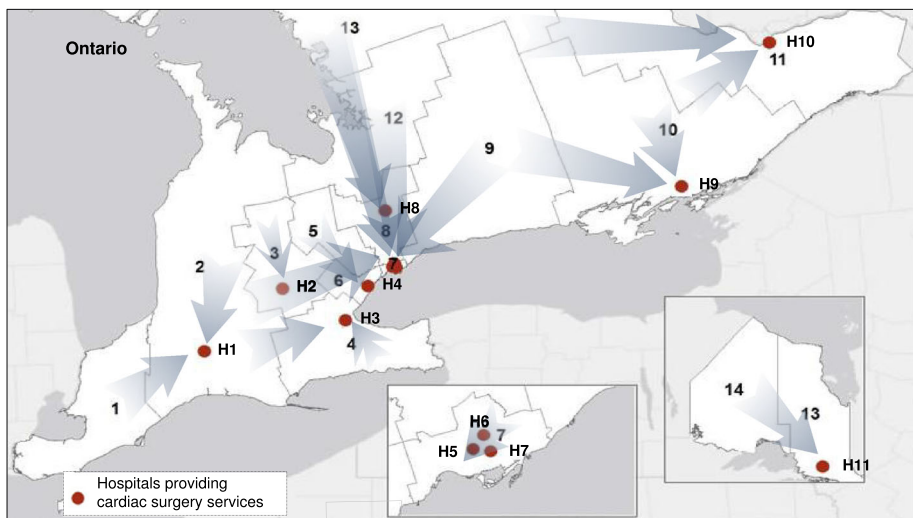 13
Ontario
H10
11
12
9
10
H9
H8
8
5
3
2
7
6
H2
H4
H3
H1
4
1
14
13
H11
H6
7
H5
H7
Hospitals providing
cardiac surgery services